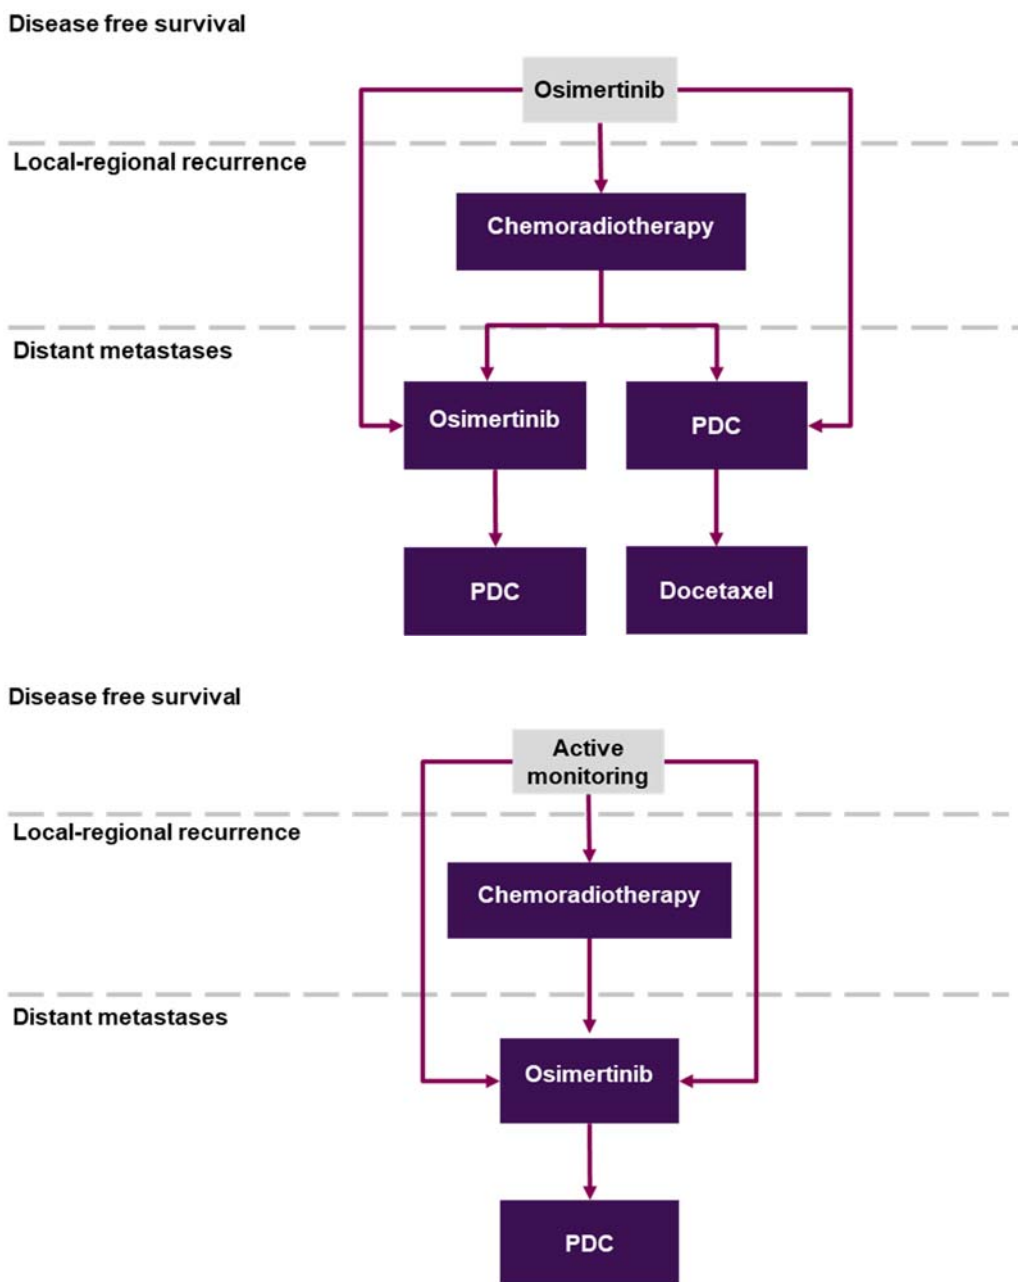 Disease free survival
Osimertinib
Local-regional recurrence
Chemoradiotherapy
Distant metastases
Osimertinib
PDC
PDC
Docetaxel
Disease free survival
Active
monitoring
Local-regional recurrence
Chemoradiotherapy
Distant metastases
Osimertinib
PDC